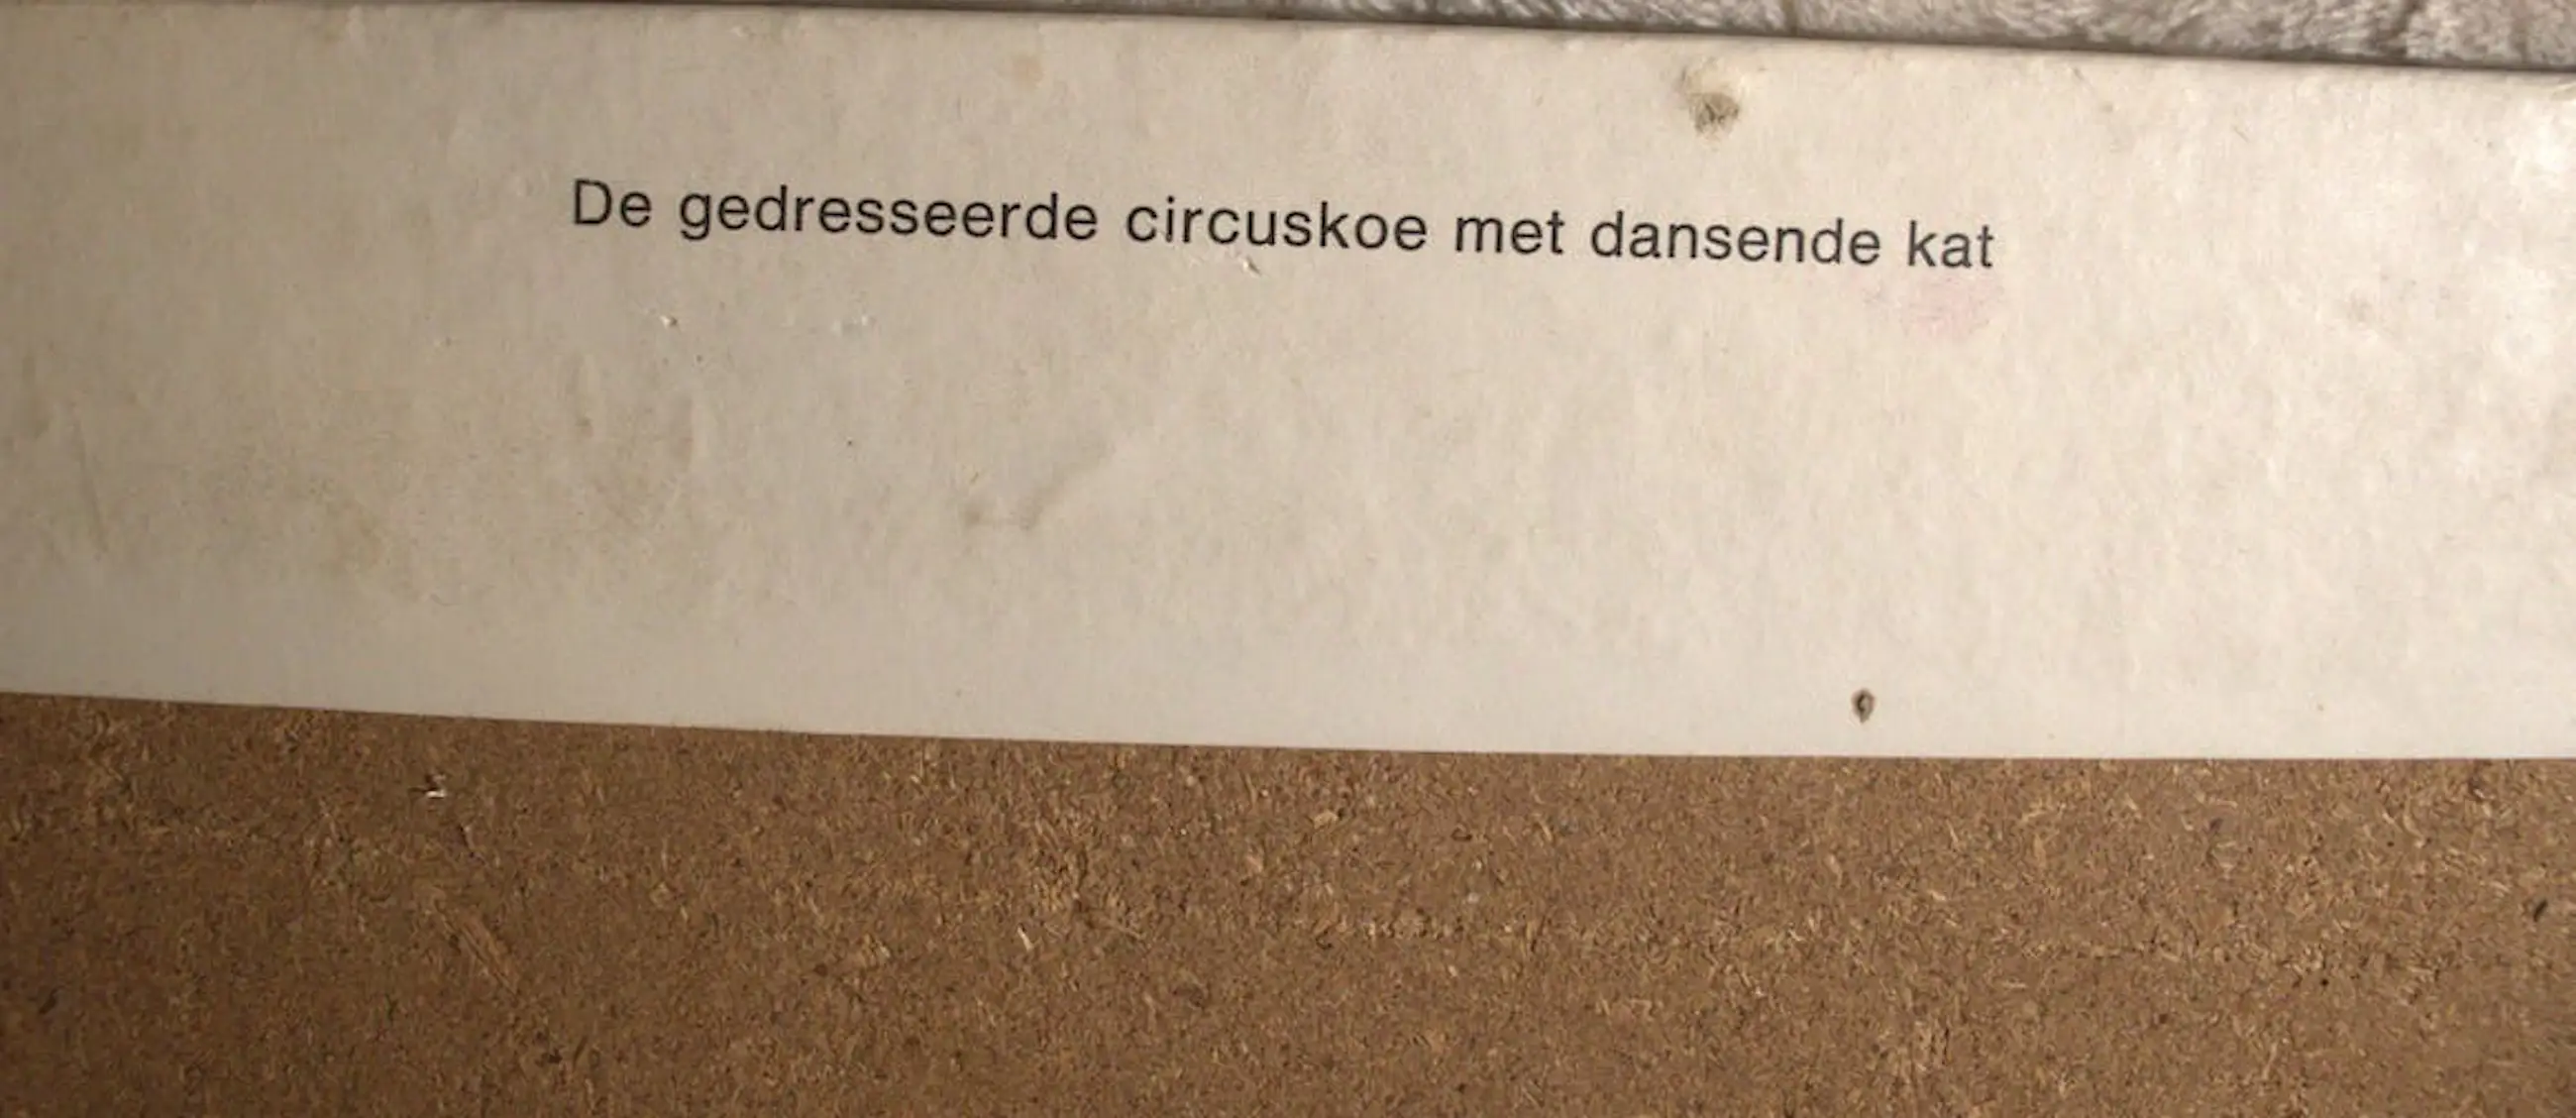 De gedresseerde circuskoe met dansende kat